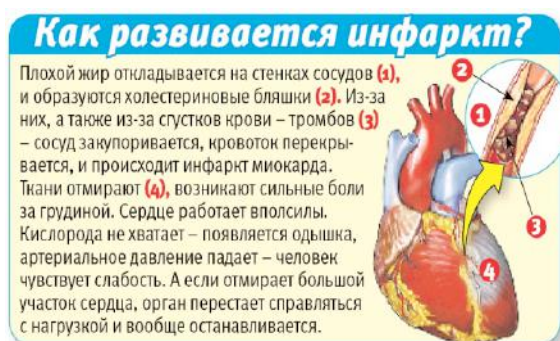 Как развивается инфаркт?
Плохой жир откладывается на стенках сосудов (1),
и образуются холестериновые бляшки (2). Из-за
них, а также из-за сгустков крови – тромбов (3)
– сосуд закупоривается, кровоток перекры-
вается, и происходит инфаркт миокарда.
Ткани отмирают (4), возникают сильные боли
за грудиной. Сердце работает вполсилы.
Кислорода не хватает – появляется одышка,
артериальное давление падает – человек
чувствует слабость. А если отмирает большой
участок сердца, орган перестает справляться
с нагрузкой и вообще останавливается.
2
1
3
4